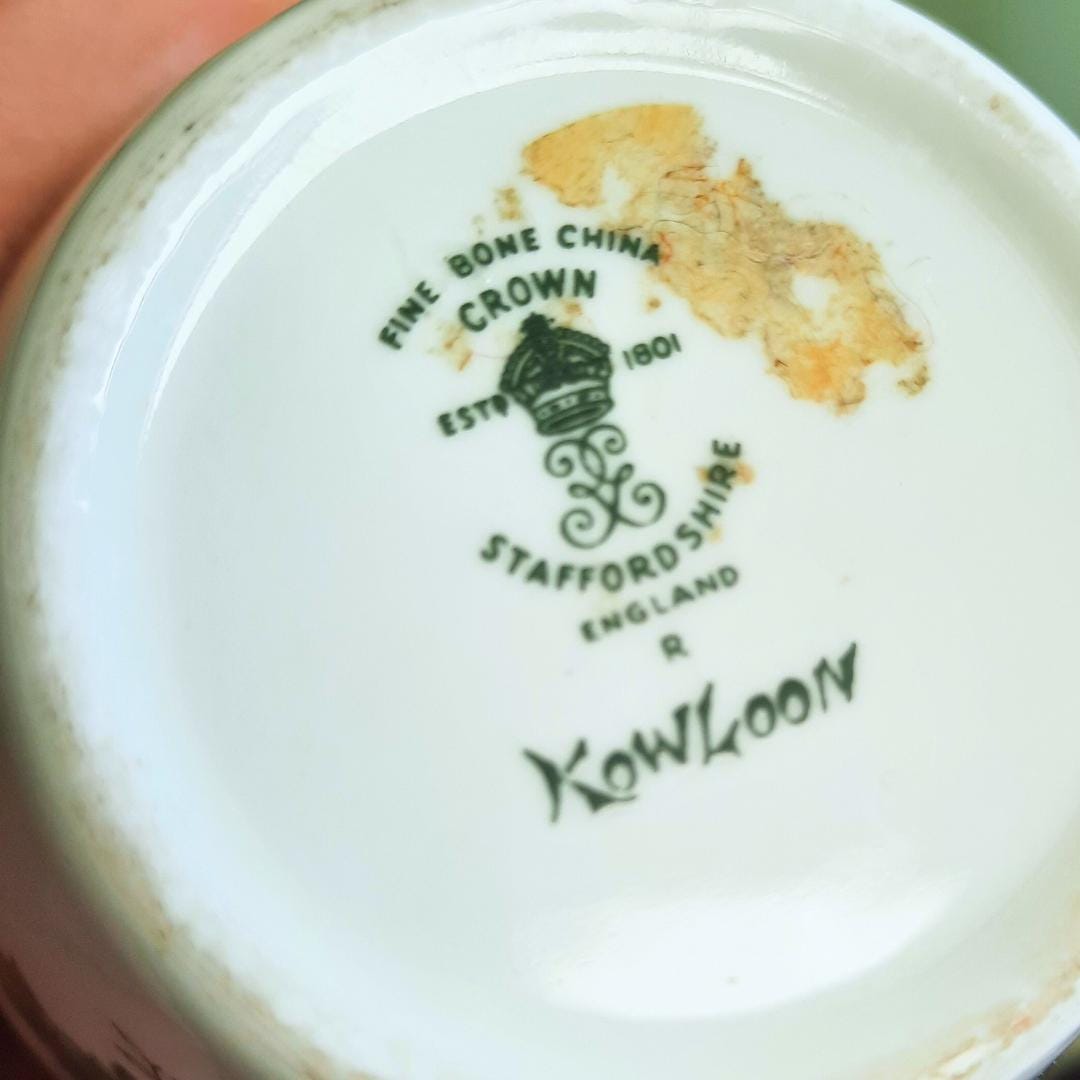 FINE BONE CHINA
CROWN
ESTD 1801
STAFFORDSHIRE
ENGLAND
R
KOWLOON